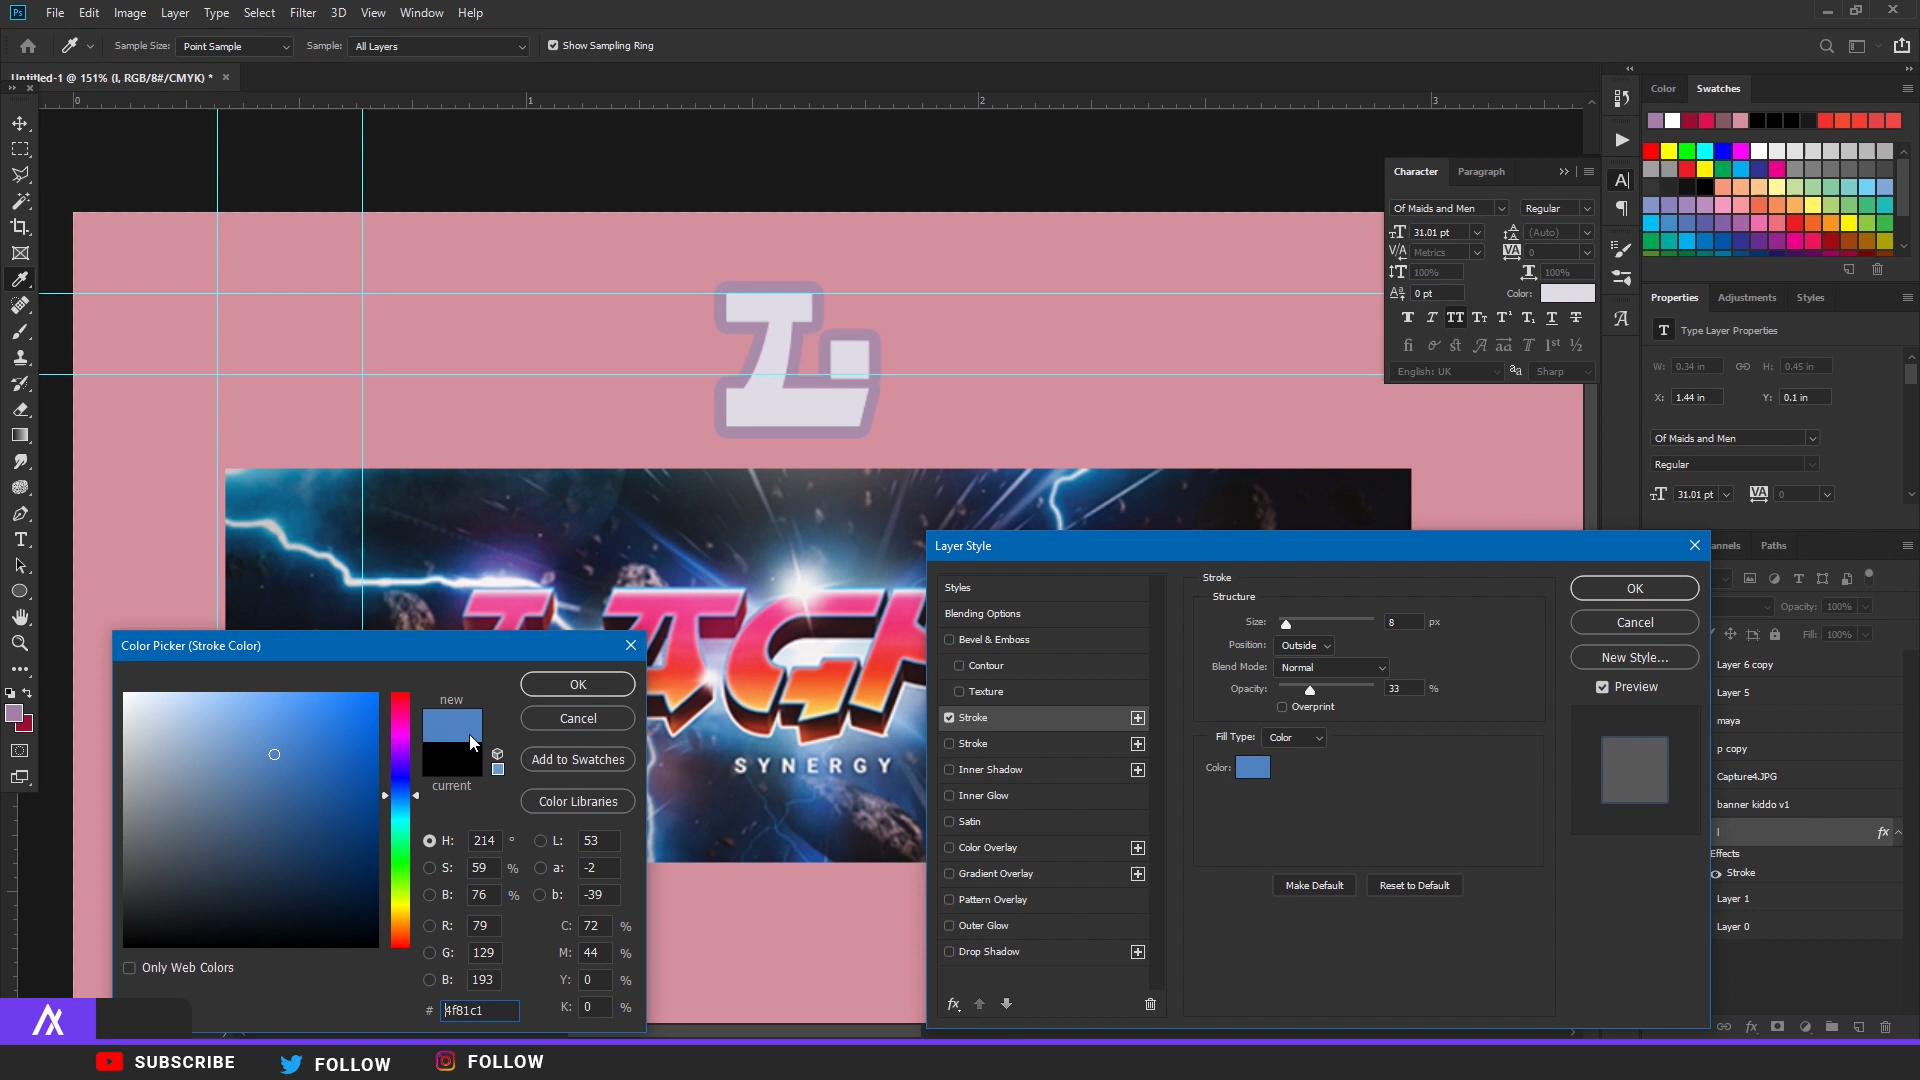 Ps File Edit Image Layer Type Select Filter 3D View Window Help
Sample Size: Point Sample Sample: All Layers Show Sampling Ring
Untitled-1 @ 151% (I, RGB/8#/CMYK) *
0 1 2 3
Color Swatches
Character Paragraph
Of Maids and Men Regular
31.01 pt (Auto)
Metrics 0
100% 100%
0 pt Color:
English: UK Sharp
Properties Adjustments Styles
Type Layer Properties
W: 0.34 in H: 0.45 in
X: 1.44 in Y: 0.1 in
Of Maids and Men
Regular
31.01 pt 0
annels Paths
Opacity: 100%
Fill: 100%
Layer 6 copy
Layer 5
maya
p copy
Capture4.JPG
banner kiddo v1
I fx
Effects
Stroke
Layer 1
Layer 0
SYNERGY
Color Picker (Stroke Color)
new
current
OK
Cancel
Add to Swatches
Color Libraries
H: 214 ° L: 53
S: 59 % a: -2
B: 76 % b: -39
R: 79 C: 72 %
G: 129 M: 44 %
B: 193 Y: 0 %
# 4f81c1 K: 0 %
Only Web Colors
Layer Style
Styles
Blending Options
Bevel & Emboss
Contour
Texture
Stroke
Stroke
Inner Shadow
Inner Glow
Satin
Color Overlay
Gradient Overlay
Pattern Overlay
Outer Glow
Drop Shadow
fx
Stroke
Structure
Size: 8 px
Position: Outside
Blend Mode: Normal
Opacity: 33 %
Overprint
Fill Type: Color
Color:
Make Default Reset to Default
OK
Cancel
New Style...
Preview
SUBSCRIBE FOLLOW FOLLOW